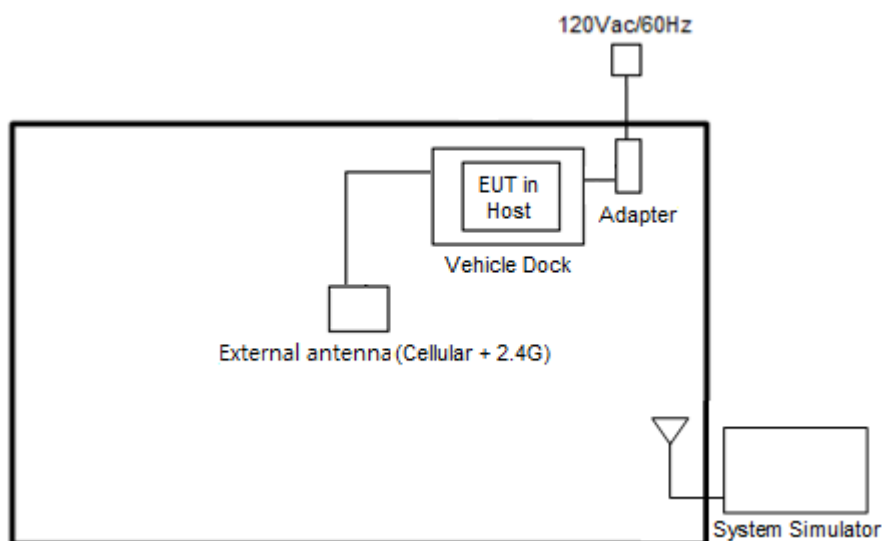 120Vac/60Hz
EUT in
Host
Adapter
Vehicle Dock
External antenna(Cellular + 2.4G)
System Simulator